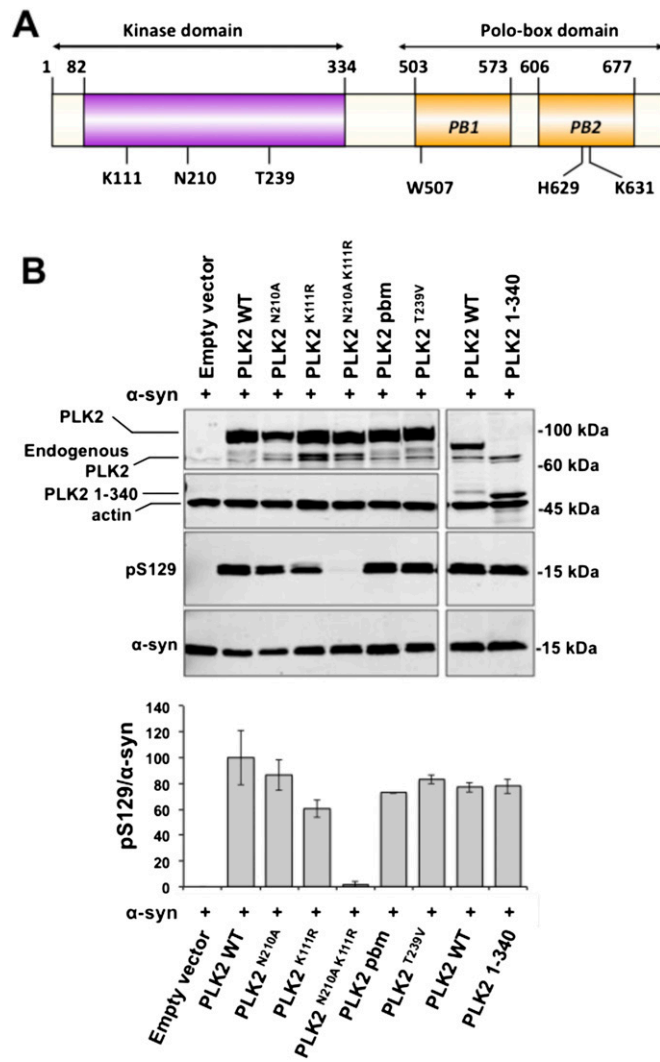 A
Kinase domain
Polo-box domain
1 82 334 503 573 606 677
PB1
PB2
K111 N210 T239 W507 H629 K631
B
Empty vector
PLK2 WT
PLK2 N210A
PLK2 K111R
PLK2 N210A K111R
PLK2 pbm
PLK2 T239V
PLK2 WT
PLK2 1-340
α-syn + + + + + + + + +
PLK2
Endogenous
PLK2
PLK2 1-340
actin
-100 kDa
-60 kDa
-45 kDa
pS129
-15 kDa
α-syn
-15 kDa
pS129/α-syn
140
120
100
80
60
40
20
0
α-syn + + + + + + + + +
Empty vector
PLK2 WT
PLK2 N210A
PLK2 K111R
PLK2 N210A K111R
PLK2 pbm
PLK2 T239V
PLK2 WT
PLK2 1-340